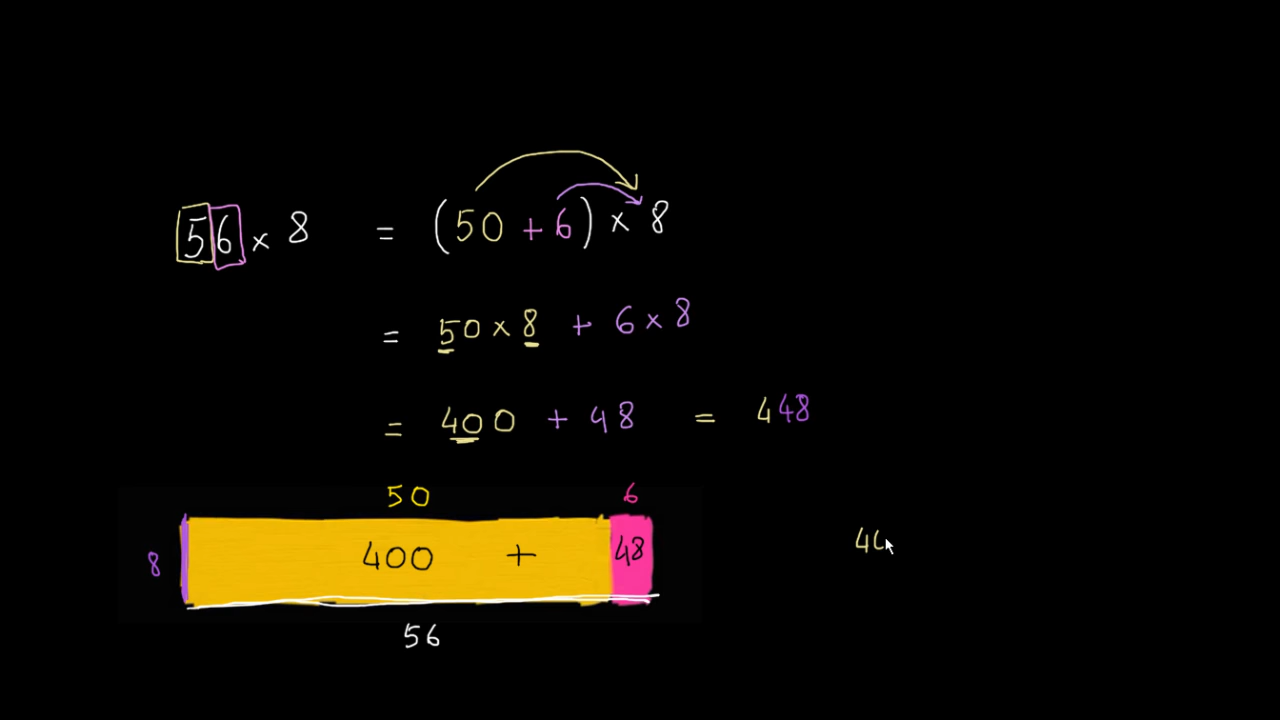 56 × 8 = (50 + 6) × 8
= 50 × 8 + 6 × 8
= 400 + 48 = 448
50 6
8 400 + 48
56